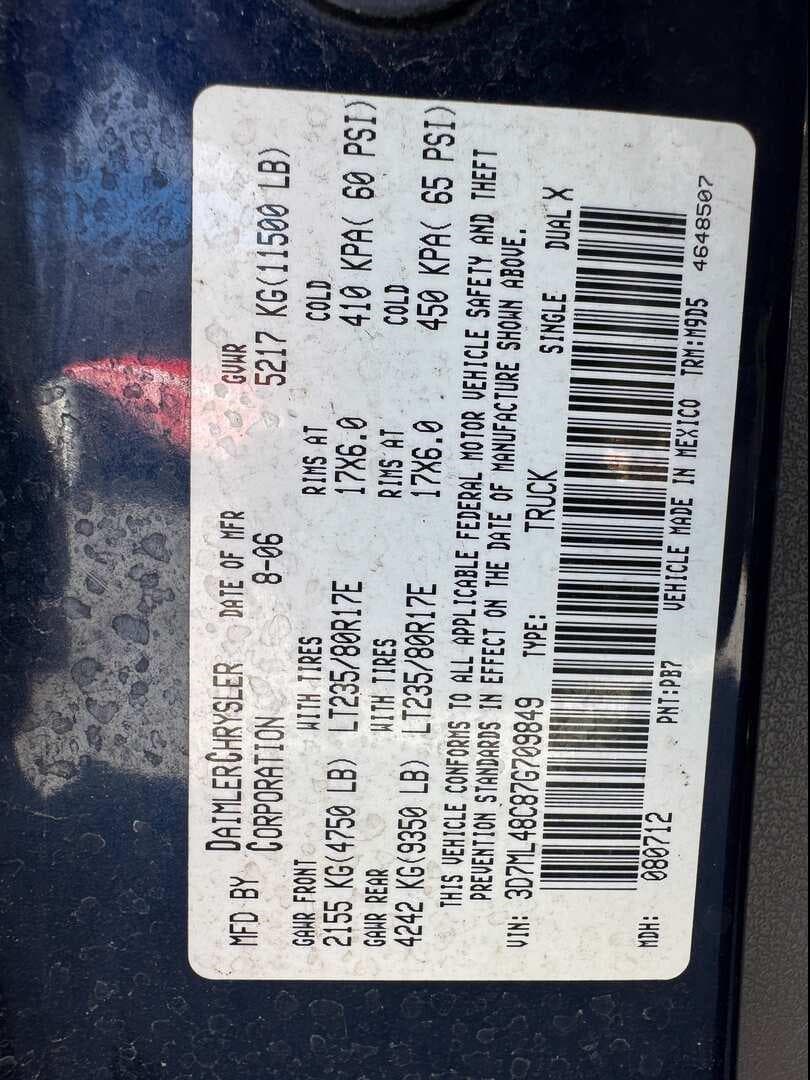 MFD BY DAIMLERCHRYSLER CORPORATION DATE OF MFR 8-06 GVWR 5217 KG(11500 LB)
GAWR FRONT WITH TIRES RIMS AT COLD
2155 KG(4750 LB) LT235/80R17E 17X6.0 410 KPA( 60 PSI)
GAWR REAR WITH TIRES RIMS AT COLD
4242 KG(9350 LB) LT235/80R17E 17X6.0 450 KPA( 65 PSI)
THIS VEHICLE CONFORMS TO ALL APPLICABLE FEDERAL MOTOR VEHICLE SAFETY AND THEFT
PREVENTION STANDARDS IN EFFECT ON THE DATE OF MANUFACTURE SHOWN ABOVE.
VIN: 3D7ML48C87G709849 TYPE: TRUCK SINGLE DUAL X
MDH: 080712 PNT:PB7 VEHICLE MADE IN MEXICO TRM:M9D5 4648507